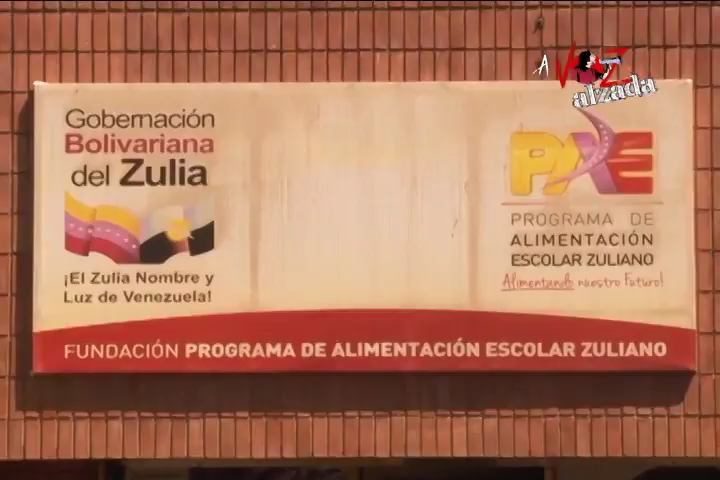 A VOZ
alzada
Gobernación
Bolivariana
del Zulia
¡El Zulia Nombre y
Luz de Venezuela!
PAE
PROGRAMA DE
ALIMENTACIÓN
ESCOLAR ZULIANO
Alimentando nuestro Futuro!
FUNDACIÓN PROGRAMA DE ALIMENTACIÓN ESCOLAR ZULIANO